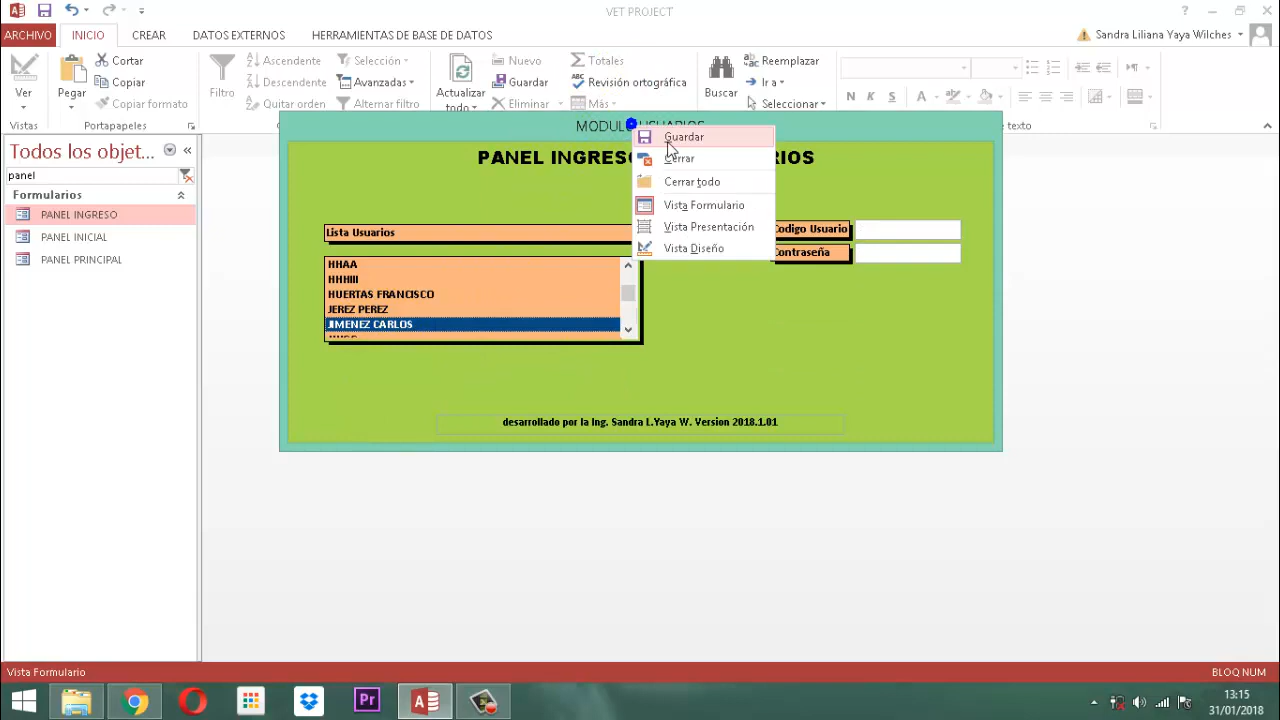 VET PROJECT
ARCHIVO INICIO CREAR DATOS EXTERNOS HERRAMIENTAS DE BASE DE DATOS Sandra Liliana Yaya Wilches
Ver
Vistas
Pegar
Cortar
Copiar
Copiar formato
Portapapeles
Filtro
Ascendente
Descendente
Quitar orden
Selección
Avanzadas
Alternar filtro
Actualizar
todo
Nuevo
Guardar
Eliminar
Totales
Revisión ortográfica
Más
Buscar
Reemplazar
Ir a
Seleccionar
N K S
texto
Todos los objet...
panel
Formularios
PANEL INGRESO
PANEL INICIAL
PANEL PRINCIPAL
MODULO USUARIOS
PANEL INGRESO
Guardar
Cerrar
Cerrar todo
Vista Formulario
Vista Presentación
Vista Diseño
Lista Usuarios
HHAA
HHHIII
HUERTAS FRANCISCO
JEREZ PEREZ
JIMENEZ CARLOS
Codigo Usuario
Contraseña
desarrollado por la Ing. Sandra L.Yaya W. Version 2018.1.01
Vista Formulario
BLOQ NUM
Pr
13:15
31/01/2018